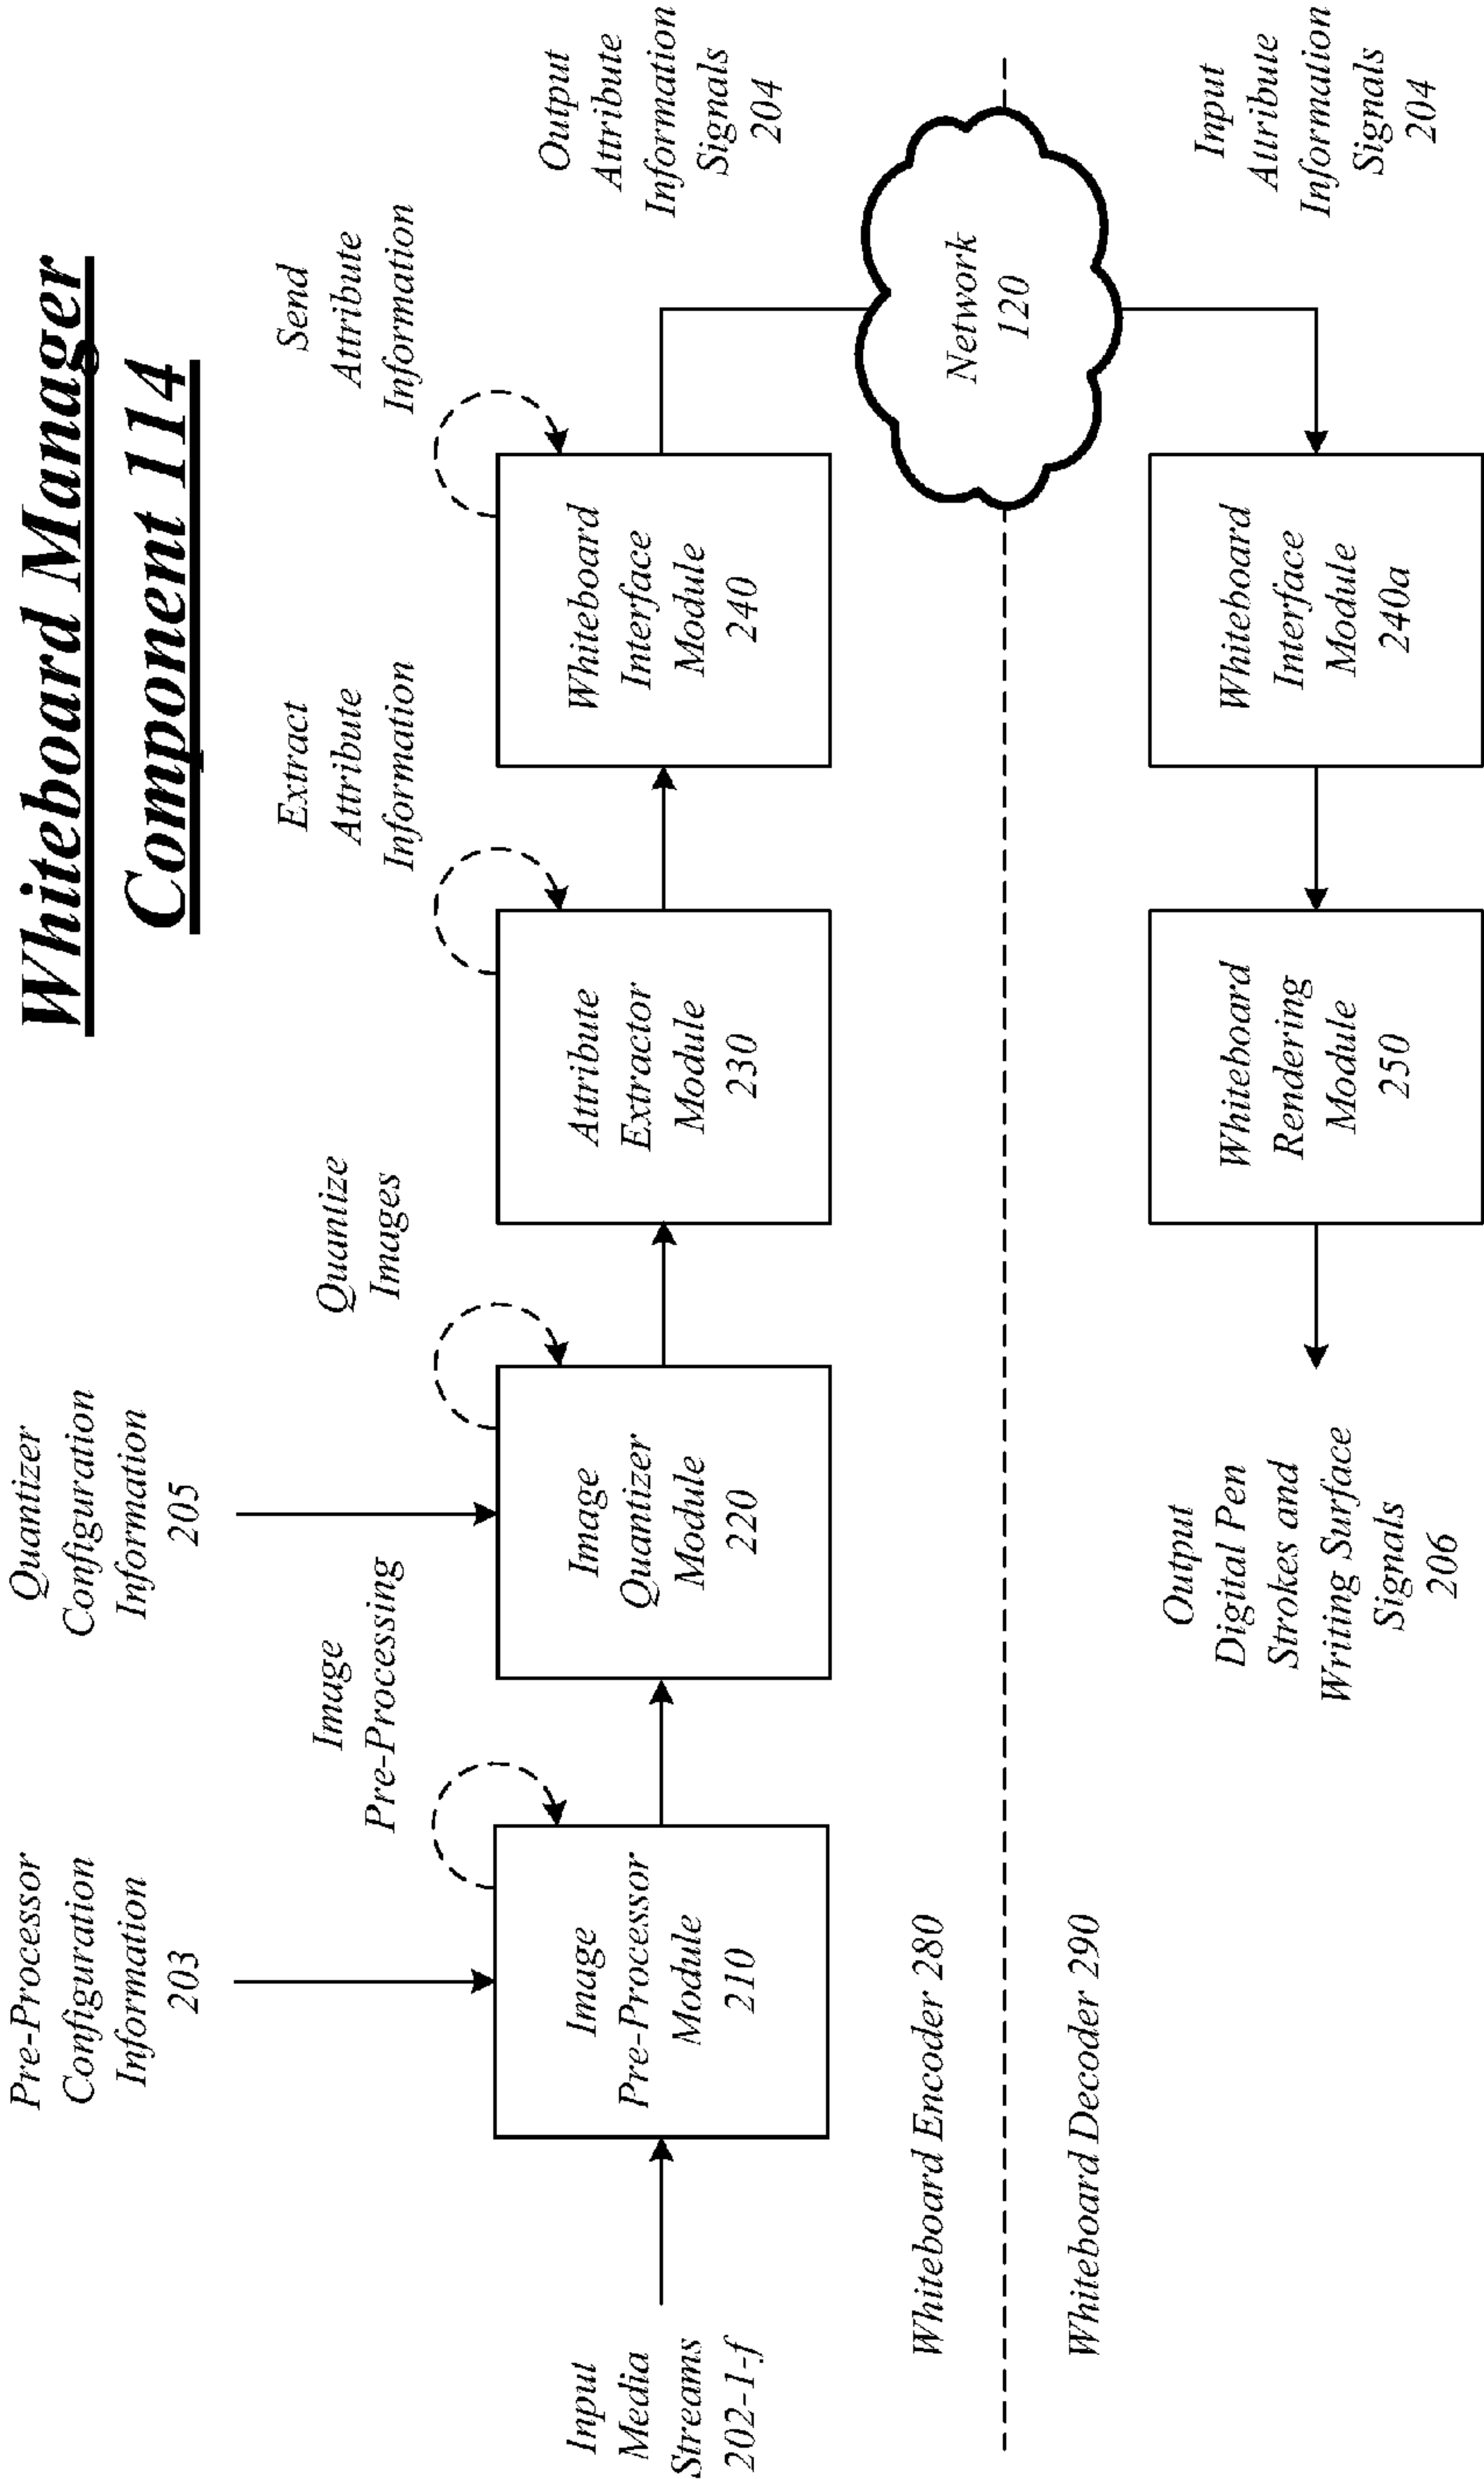 Whiteboard Manager
Component 114
Pre-Processor
Configuration
Information
203
Quantizer
Configuration
Information
205
Image
Pre-Processing
Quantize
Images
Extract
Attribute
Information
Send
Attribute
Information
Input
Media
Streams
202-1-f
Image
Pre-Processor
Module
210
Image
Quantizer
Module
220
Attribute
Extractor
Module
230
Whiteboard
Interface
Module
240
Output
Attribute
Information
Signals
204
Whiteboard Encoder 280
Network
120
Whiteboard Decoder 290
Output
Digital Pen
Strokes and
Writing Surface
Signals
206
Whiteboard
Rendering
Module
250
Whiteboard
Interface
Module
240a
Input
Attribute
Information
Signals
204